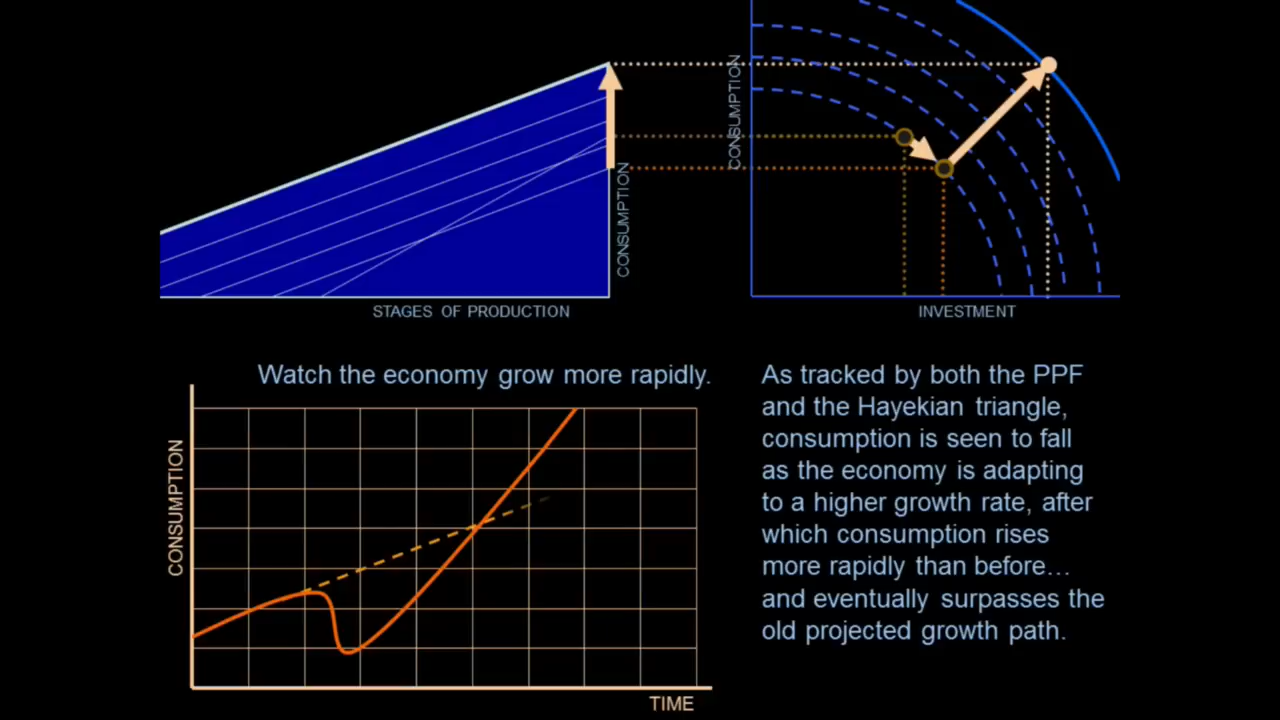 CONSUMPTION
CONSUMPTION
STAGES OF PRODUCTION
INVESTMENT
Watch the economy grow more rapidly.
CONSUMPTION
TIME
As tracked by both the PPF
and the Hayekian triangle,
consumption is seen to fall
as the economy is adapting
to a higher growth rate, after
which consumption rises
more rapidly than before…
and eventually surpasses the
old projected growth path.